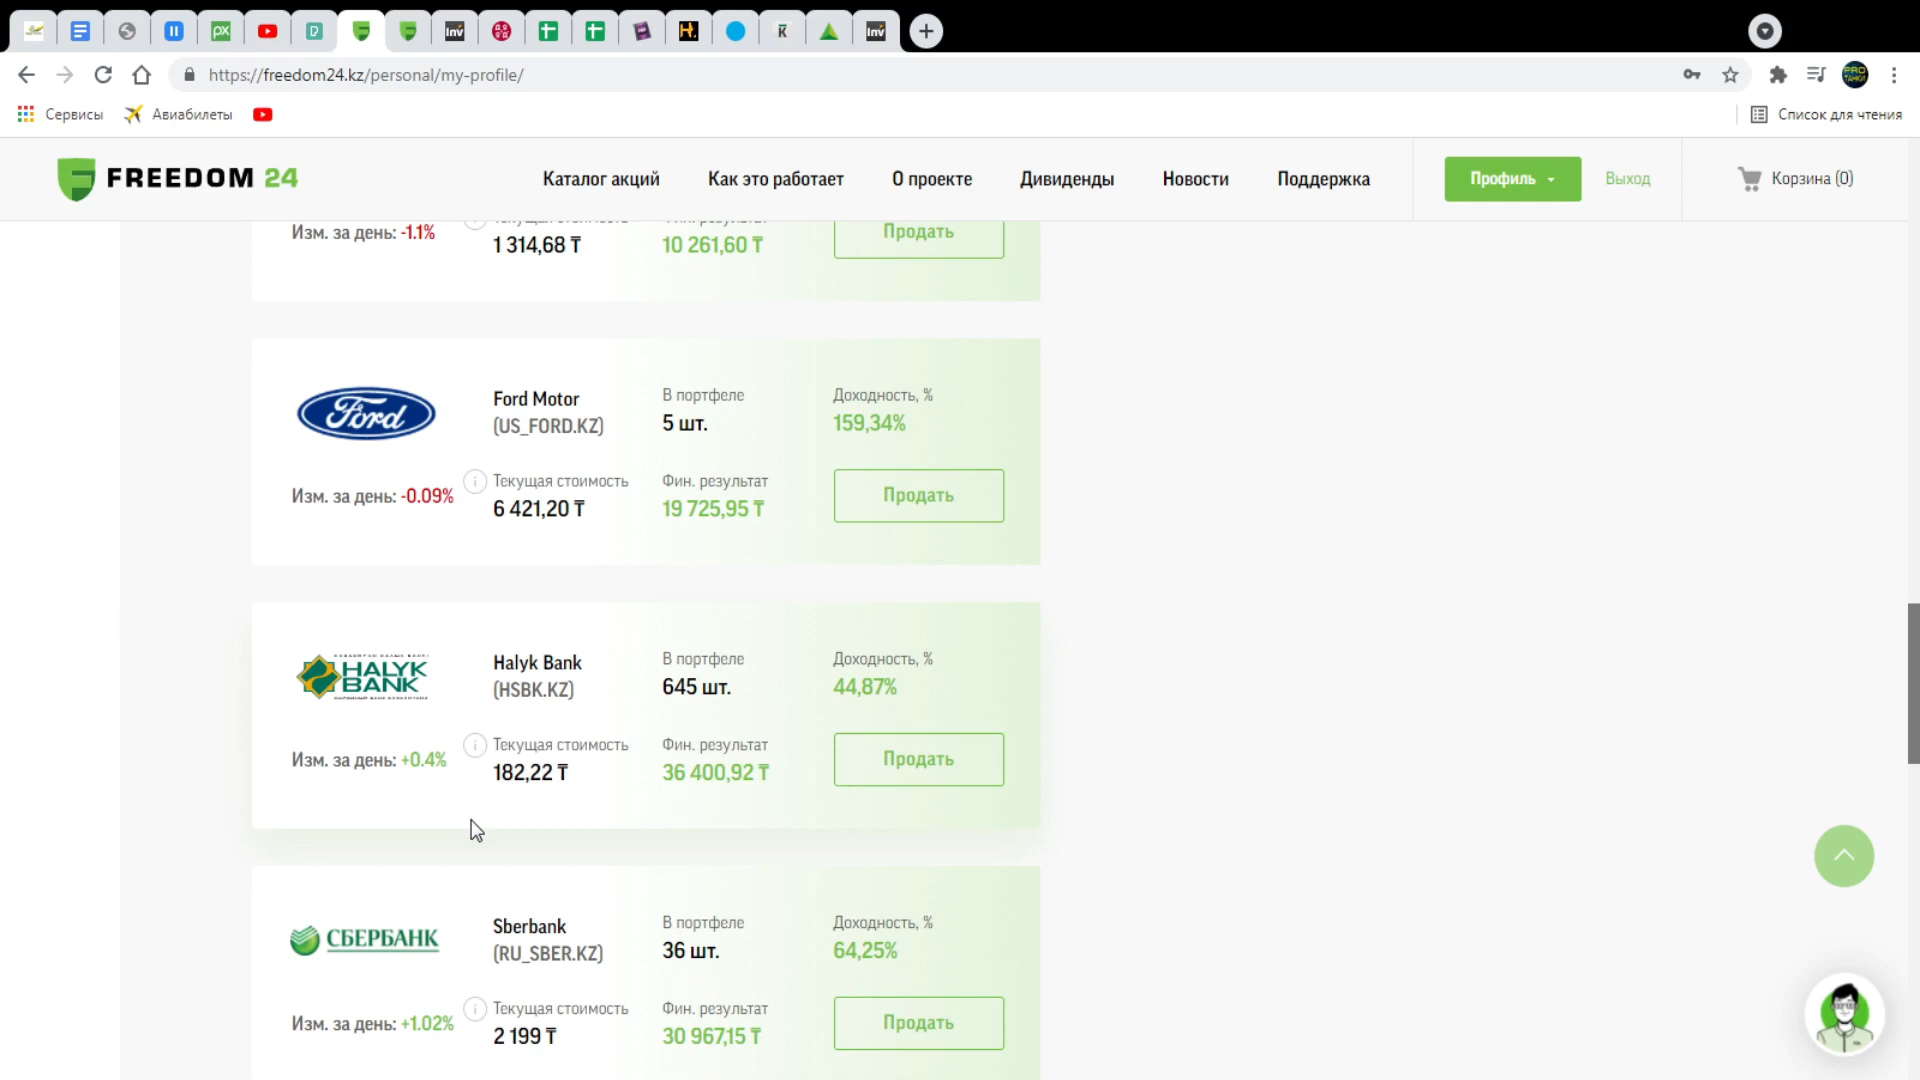 https://freedom24.kz/personal/my-profile/
Сервисы
Авиабилеты
Список для чтения
FREEDOM 24
Каталог акций
Как это работает
О проекте
Дивиденды
Новости
Поддержка
Профиль
Выход
Корзина (0)
Изм. за день: -1.1%
1 314,68 ₸
10 261,60 ₸
Продать
Ford
Ford Motor
(US_FORD.KZ)
В портфеле
5 шт.
Доходность, %
159,34%
Изм. за день: -0.09%
Текущая стоимость
6 421,20 ₸
Фин. результат
19 725,95 ₸
Продать
HALYK
BANK
Halyk Bank
(HSBK.KZ)
В портфеле
645 шт.
Доходность, %
44,87%
Изм. за день: +0.4%
Текущая стоимость
182,22 ₸
Фин. результат
36 400,92 ₸
Продать
СБЕРБАНК
Sberbank
(RU_SBER.KZ)
В портфеле
36 шт.
Доходность, %
64,25%
Изм. за день: +1.02%
Текущая стоимость
2 199 ₸
Фин. результат
30 967,15 ₸
Продать